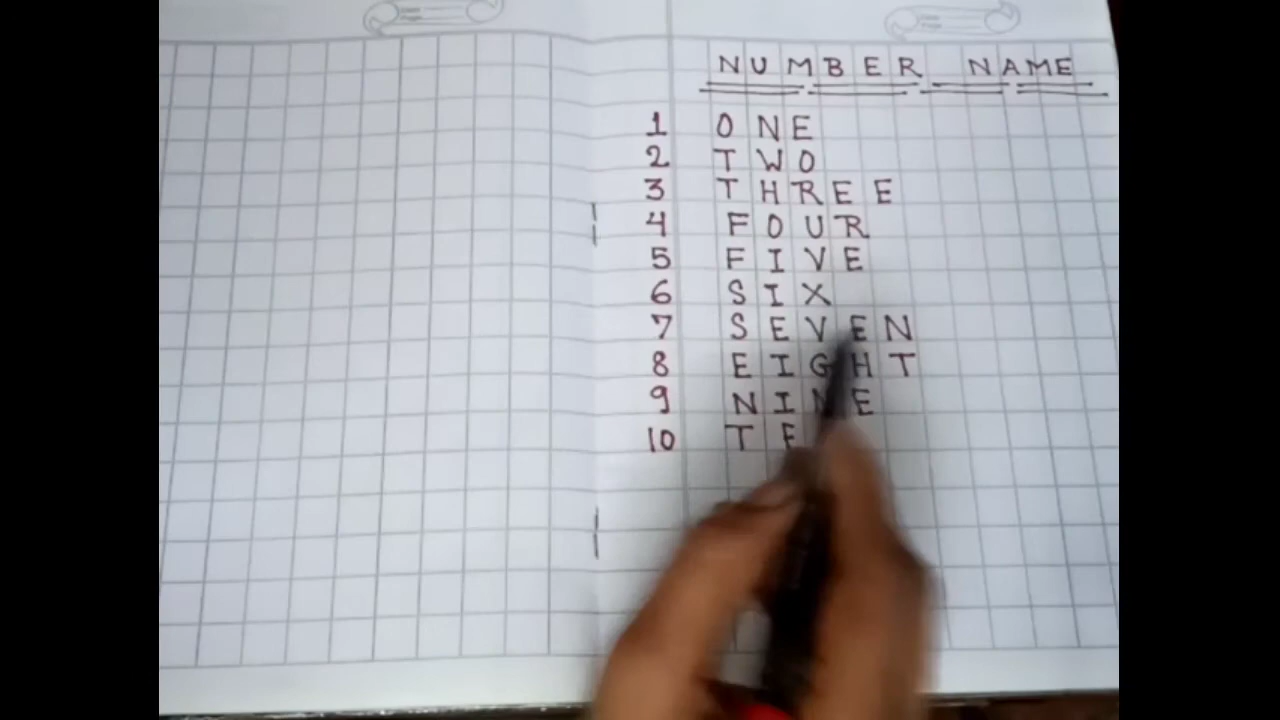 NUMBER NAME
1 ONE
2 TWO
3 THREE
4 FOUR
5 FIVE
6 SIX
7 SEVEN
8 EIGHT
9 NINE
10